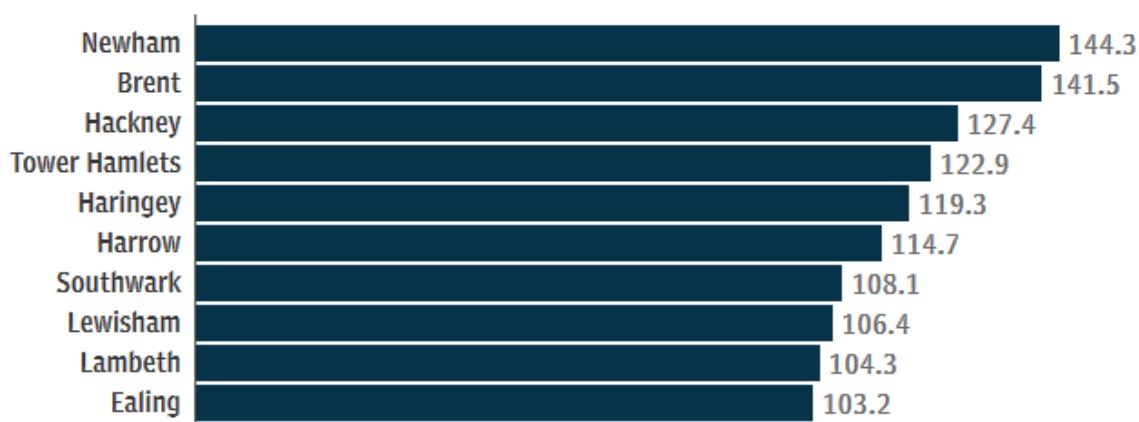 Newham 144.3
Brent 141.5
Hackney 127.4
Tower Hamlets 122.9
Haringey 119.3
Harrow 114.7
Southwark 108.1
Lewisham 106.4
Lambeth 104.3
Ealing 103.2